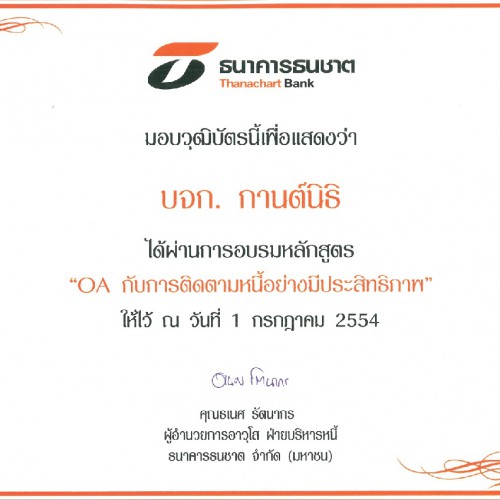 ธนาคารธนชาต
Thanachart Bank
มอบวุฒิบัตรนี้เพื่อแสดงว่า
บจก. กานต์นิธิ
ได้ผ่านการอบรมหลักสูตร
“OA กับการติดตามหนี้อย่างมีประสิทธิภาพ”
ให้ไว้ ณ วันที่ 1 กรกฎาคม 2554
คุณธเนศ รัตนากร
ผู้อำนวยการอาวุโส ฝ่ายบริหารหนี้
ธนาคารธนชาต จำกัด (มหาชน)